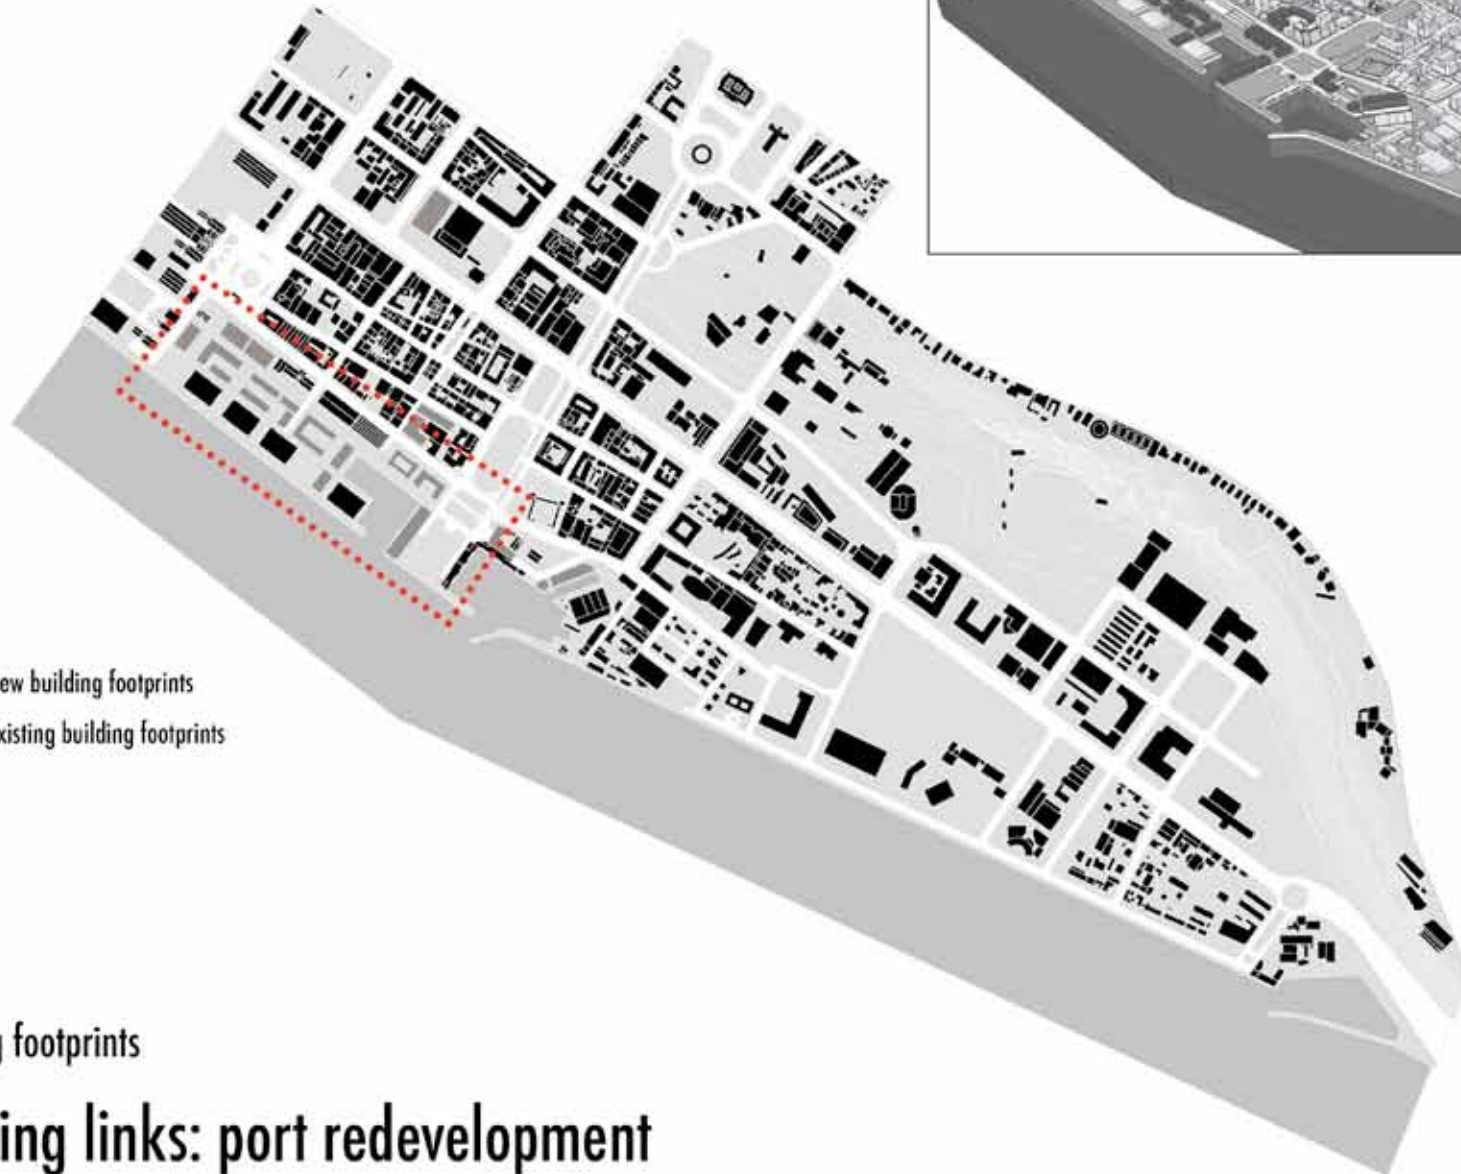 ew building footprints
xisting building footprints
g footprints
ing links: port redevelopment